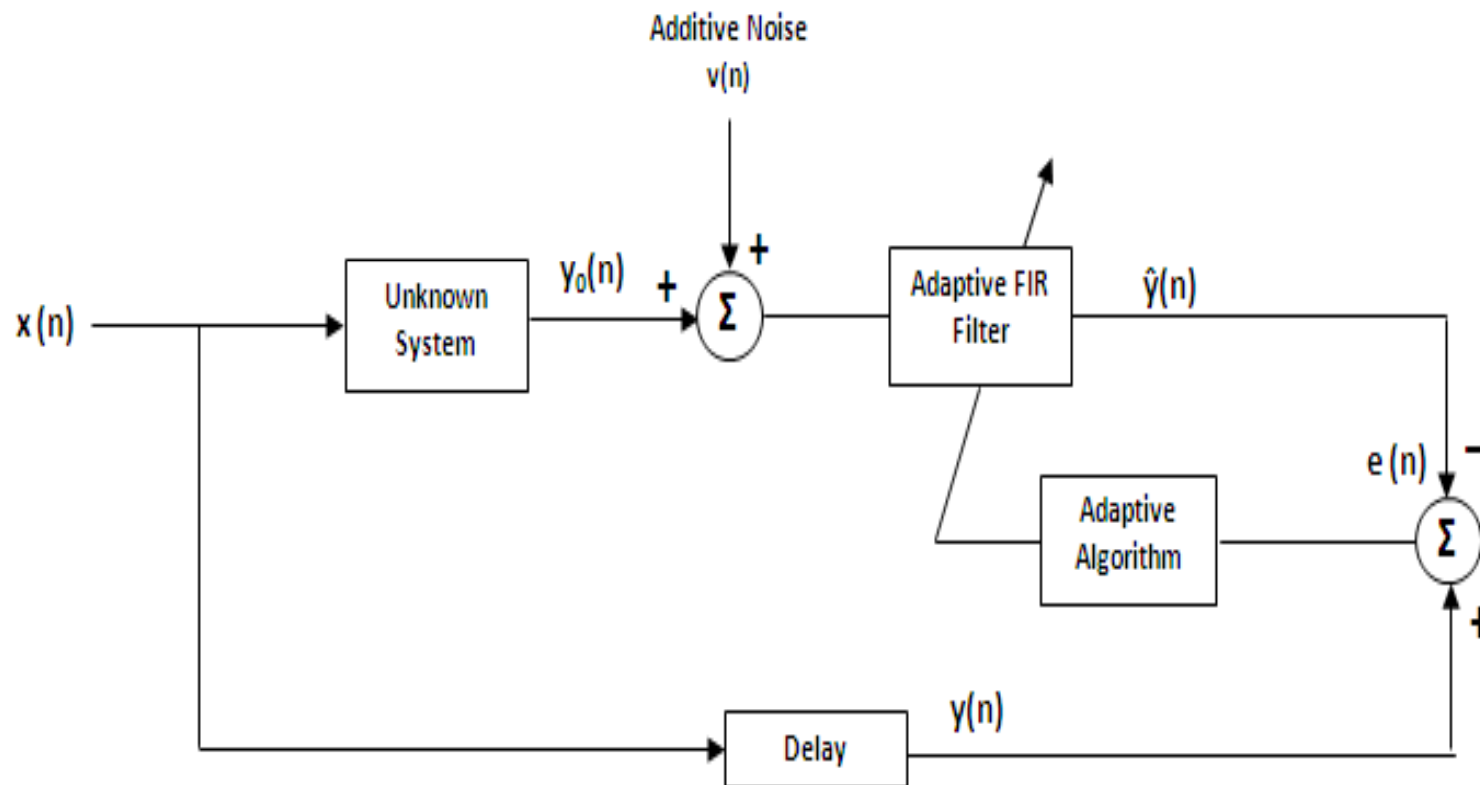 Additive Noise
v(n)
+
y₀(n)
+
Σ
Unknown
System
x (n)
Adaptive FIR
Filter
ŷ(n)
e (n)
−
Adaptive
Algorithm
Σ
+
y(n)
Delay